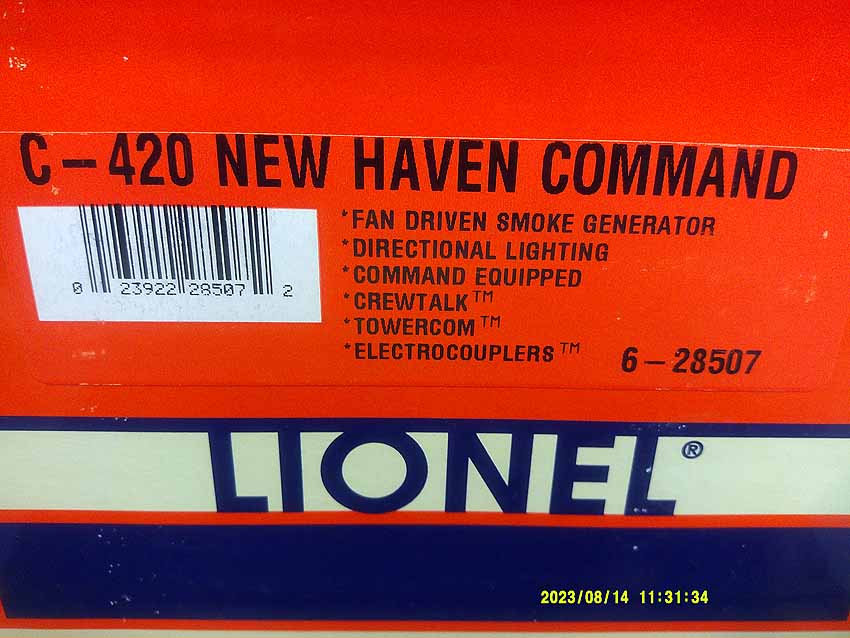 C-420 NEW HAVEN COMMAND
*FAN DRIVEN SMOKE GENERATOR
*DIRECTIONAL LIGHTING
*COMMAND EQUIPPED
*CREWTALK™
*TOWERCOM™
*ELECTROCOUPLERS™
6-28507
0 23922 28507 2
LIONEL®
2023/08/14 11:31:34